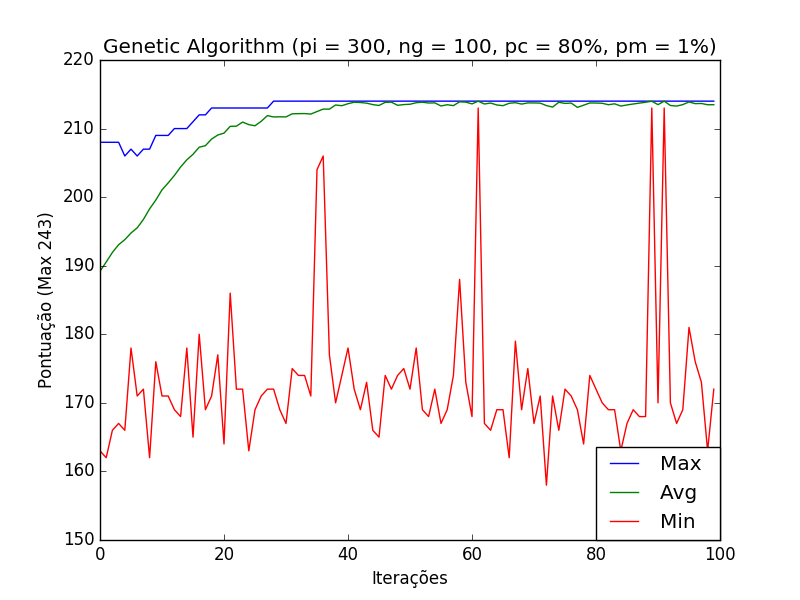 Genetic Algorithm (pi = 300, ng = 100, pc = 80%, pm = 1%)
220
210
200
190
180
170
160
150
Pontuação (Max 243)
0 20 40 60 80 100
Iterações
Max
Avg
Min